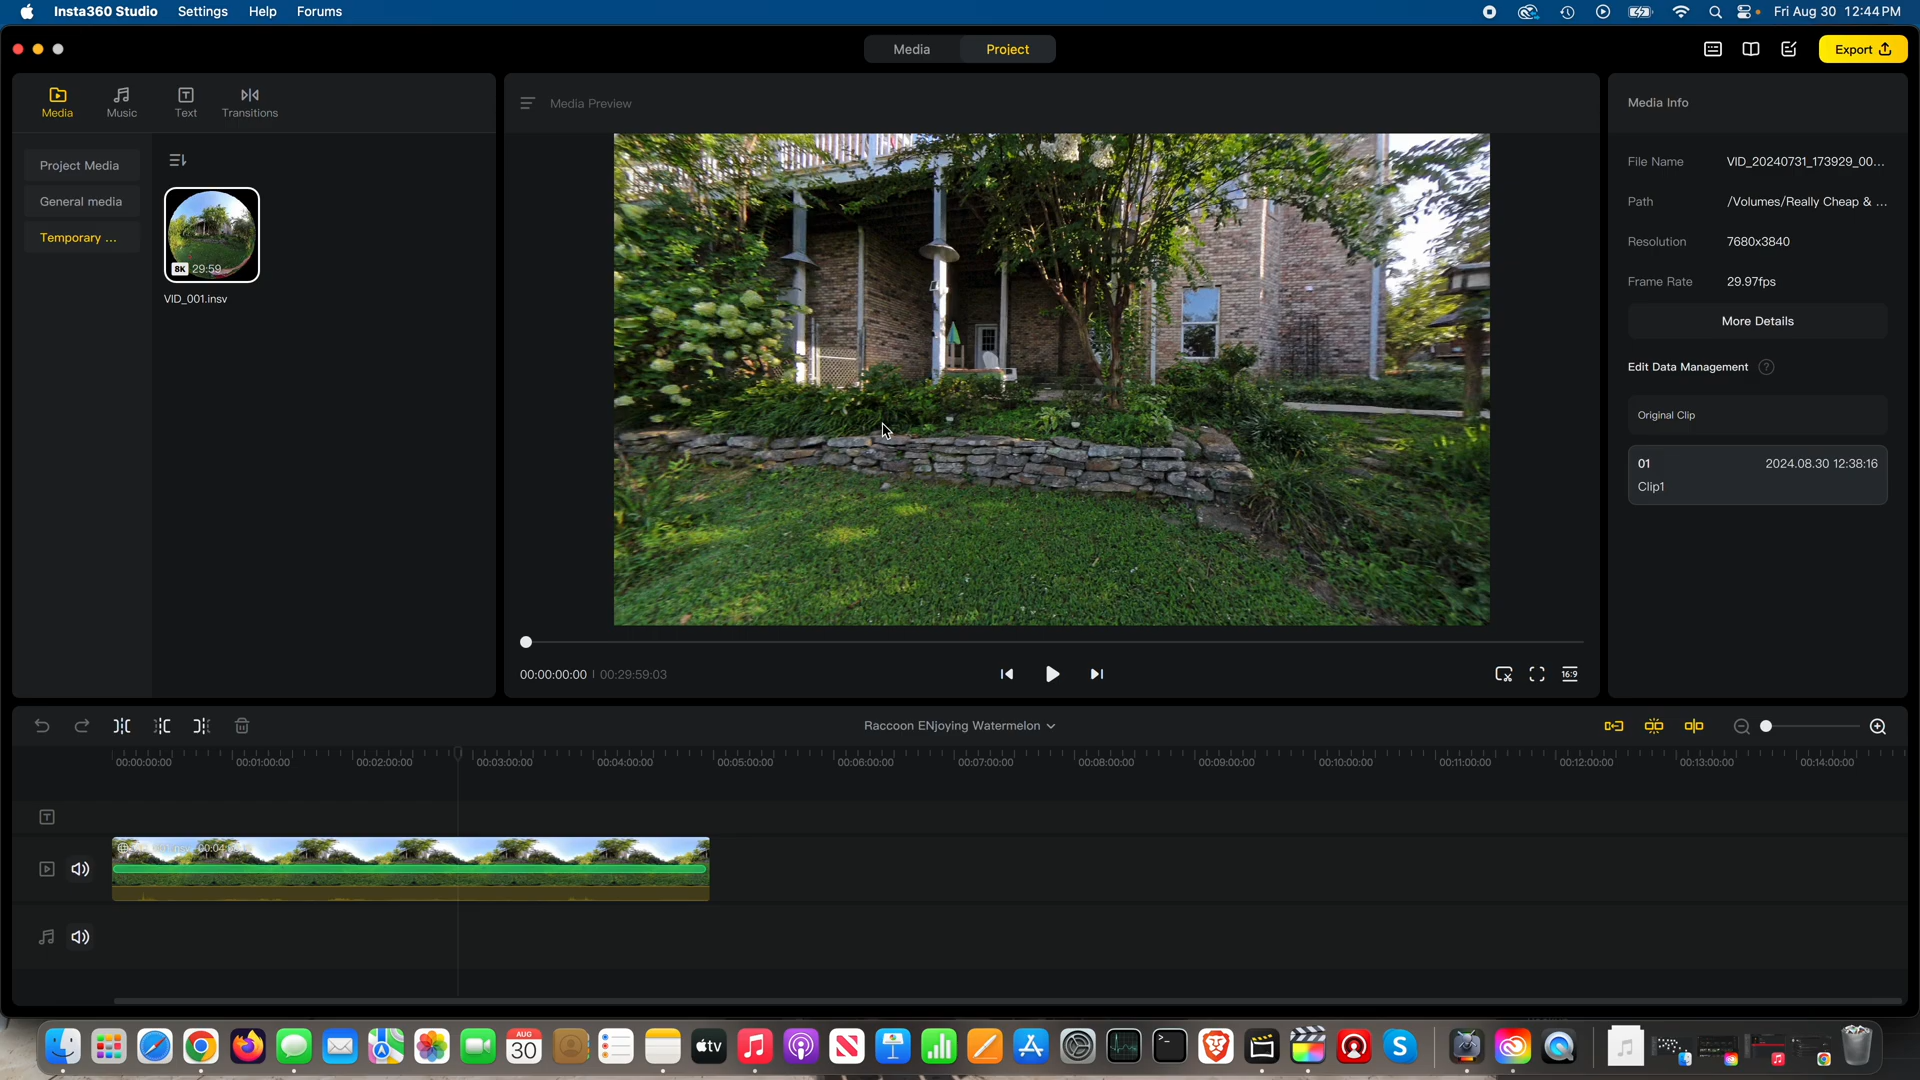 Insta360 Studio Settings Help Forums
Fri Aug 30 12:44 PM
Media Project
Export
Media Music Text Transitions
Media Preview
Media Info
Project Media
General media
Temporary ...
8K 29:59
VID_001.insv
File Name VID_20240731_173929_00...
Path /Volumes/Really Cheap & ...
Resolution 7680x3840
Frame Rate 29.97fps
More Details
Edit Data Management ?
Original Clip
01 2024.08.30 12:38:16
Clip1
00:00:00:00 | 00:29:59:03
16:9
Raccoon ENjoying Watermelon
00:00:00:00 00:01:00:00 00:02:00:00 00:03:00:00 00:04:00:00 00:05:00:00 00:06:00:00 00:07:00:00 00:08:00:00 00:09:00:00 00:10:00:00 00:11:00:00 00:12:00:00 00:13:00:00 00:14:00:00
T
AUG
30
tv
S